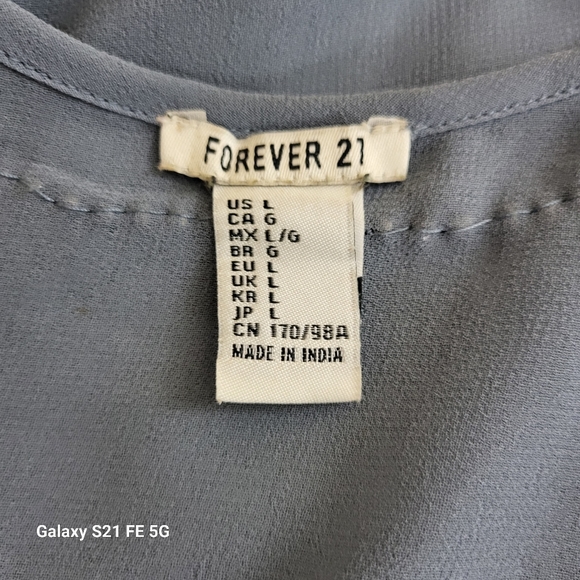 FOREVER 21
US L
CA G
MX L/G
BR G
EU L
UK L
KR L
JP L
CN 170/98A
MADE IN INDIA
Galaxy S21 FE 5G